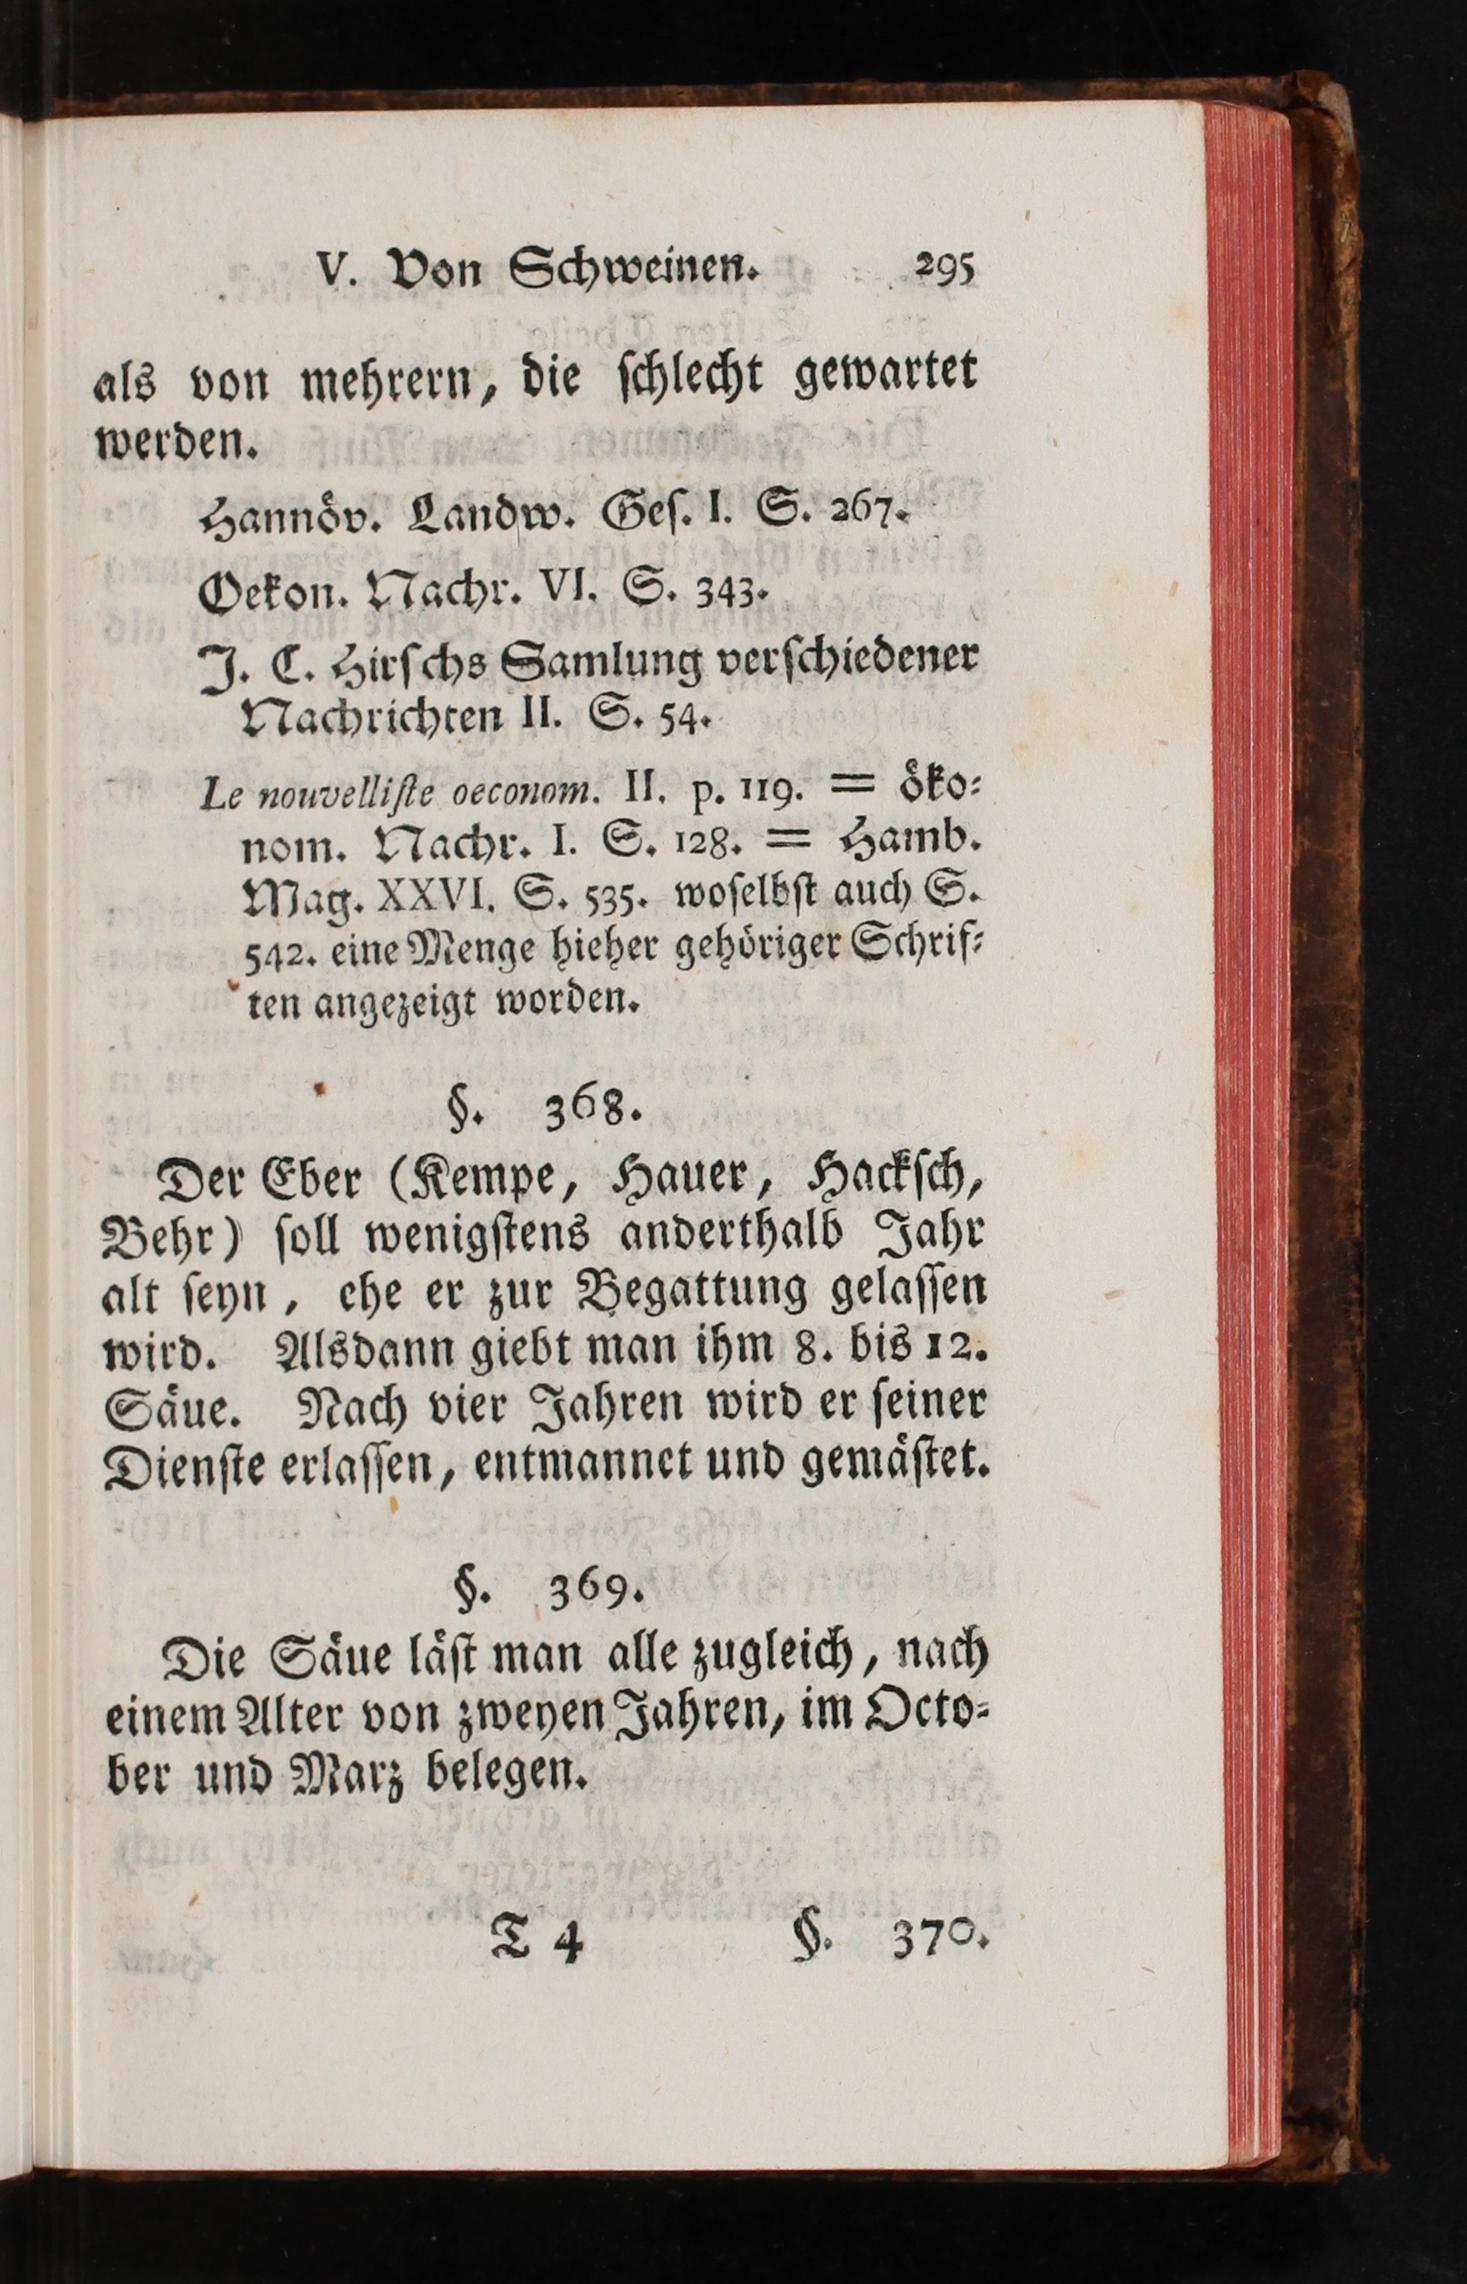 V. Von Schweinen. 295
als von mehrern, die ſchlecht gewartet
werden.
Hannöv. Landw. Geſ. I. S. 267.
Oekon. Nachr. VI. S. 343.
J. C. Hirſchs Samlung verſchiedener
Nachrichten II. S. 54.
Le nouvelliſte oeconom. II. p. 119. = öko⸗
nom. Nachr. I. S. 128. = Hamb.
Mag. XXVI. S. 535. woſelbſt auch S.
542. eine Menge hieher gehöriger Schrif⸗
ten angezeigt worden.
§. 368.
Der Eber (Kempe, Hauer, Hackſch,
Behr) ſoll wenigſtens anderthalb Jahr
alt ſeyn, ehe er zur Begattung gelaſſen
wird. Alsdann giebt man ihm 8. bis 12.
Säue. Nach vier Jahren wird er ſeiner
Dienſte erlaſſen, entmannet und gemäſtet.
§. 369.
Die Säue läſt man alle zugleich, nach
einem Alter von zweyen Jahren, im Octo⸗
ber und Marz belegen.
T 4 §. 370.